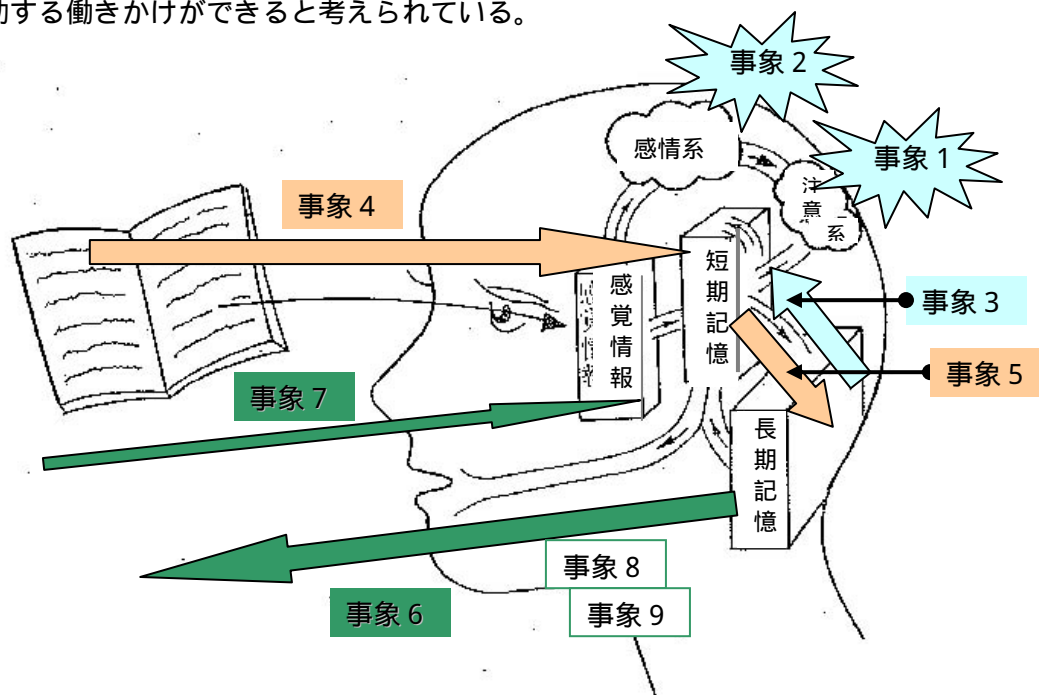 助する働きかけができると考えられている。
事象２
感情系
事象１
注意系
事象４
短期記憶
感覚情報
事象３
事象５
事象７
長期記憶
事象８
事象６
事象９